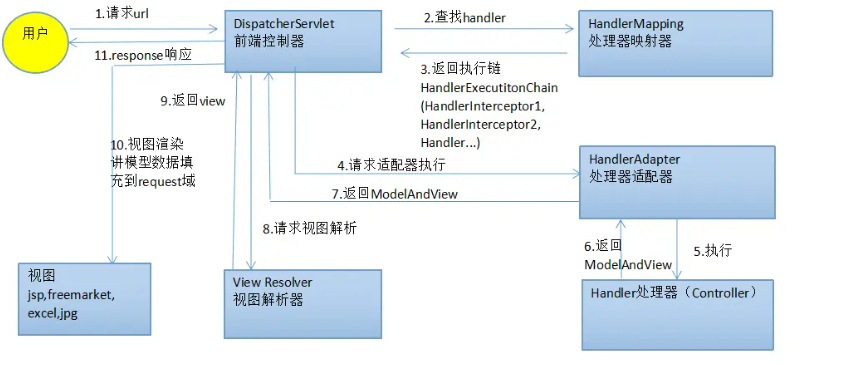 1.请求url
用户
DispatcherServlet
前端控制器
2.查找handler
HandlerMapping
处理器映射器
11.response响应
3.返回执行链
HandlerExecutitonChain
(HandlerInterceptor1,
HandlerInterceptor2,
Handler...)
9.返回view
10.视图渲染
讲模型数据填
充到request域
4.请求适配器执行
HandlerAdapter
处理器适配器
7.返回ModelAndView
8.请求视图解析
6.返回
ModelAndView
5.执行
视图
jsp,freemarket,
excel,jpg
View Resolver
视图解析器
Handler处理器（Controller）